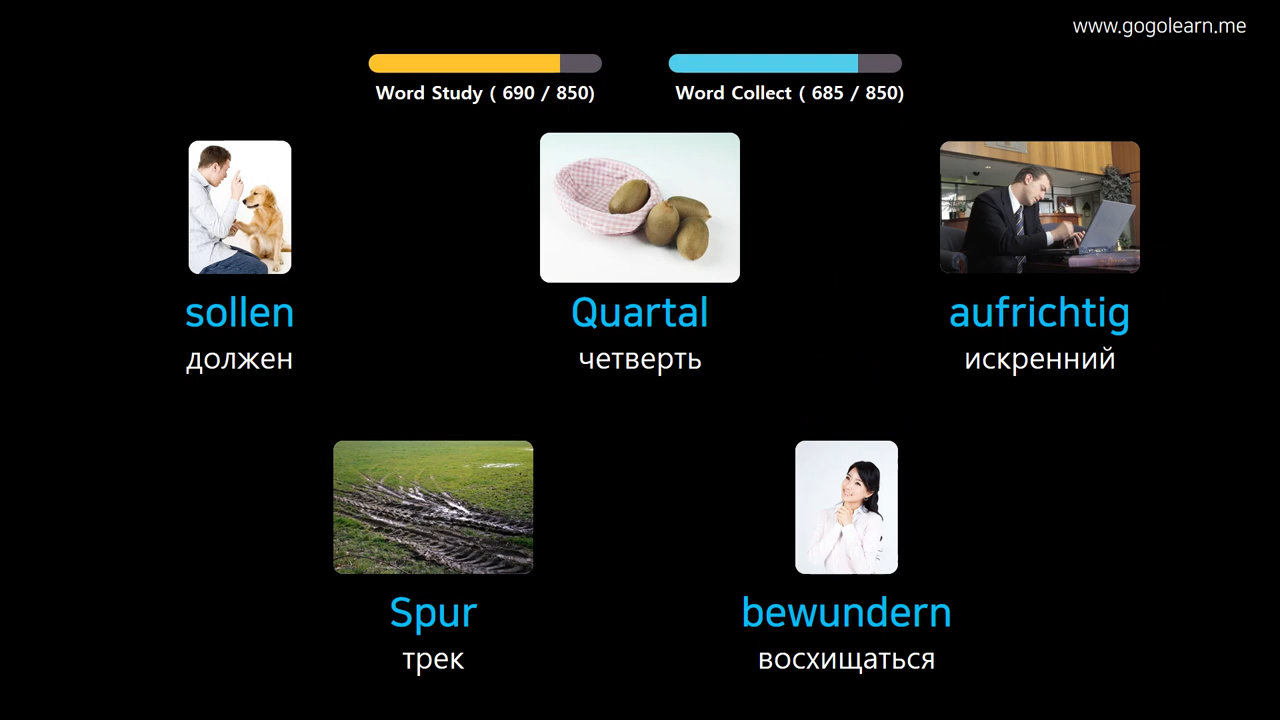 www.gogolearn.me
Word Study ( 690 / 850)
Word Collect ( 685 / 850)
sollen
должен
Quartal
четверть
aufrichtig
искренний
Spur
трек
bewundern
восхищаться